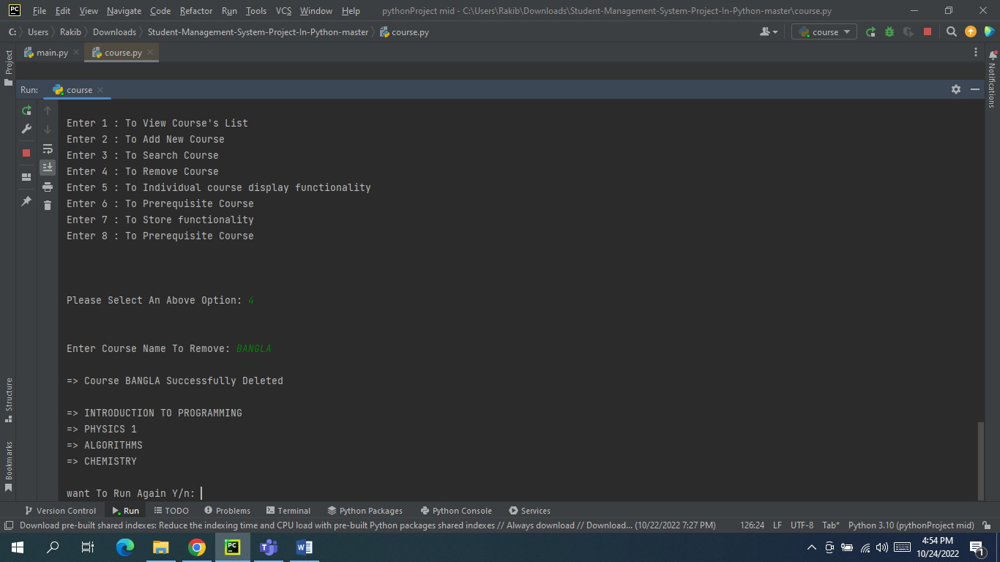 PC File Edit View Navigate Code Refactor Run Tools VCS Window Help pythonProject mid - C:\Users\Rakib\Downloads\Student-Management-System-Project-In-Python-master\course.py
C: Users Rakib Downloads Student-Management-System-Project-In-Python-master course.py course
main.py course.py
Project
Notifications
Run: course
Enter 1 : To View Course's List
Enter 2 : To Add New Course
Enter 3 : To Search Course
Enter 4 : To Remove Course
Enter 5 : To Individual course display functionality
Enter 6 : To Prerequisite Course
Enter 7 : To Store functionality
Enter 8 : To Prerequisite Course
Please Select An Above Option: 4
Enter Course Name To Remove: BANGLA
=> Course BANGLA Successfully Deleted
=> INTRODUCTION TO PROGRAMMING
=> PHYSICS 1
=> ALGORITHMS
=> CHEMISTRY
want To Run Again Y/n:
Structure
Bookmarks
Version Control Run TODO Problems Terminal Python Packages Python Console Services
Download pre-built shared indexes: Reduce the indexing time and CPU load with pre-built Python packages shared indexes // Always download // Download... (10/22/2022 7:27 PM) 126:24 LF UTF-8 Tab* Python 3.10 (pythonProject mid)
PC
4:54 PM
10/24/2022
1